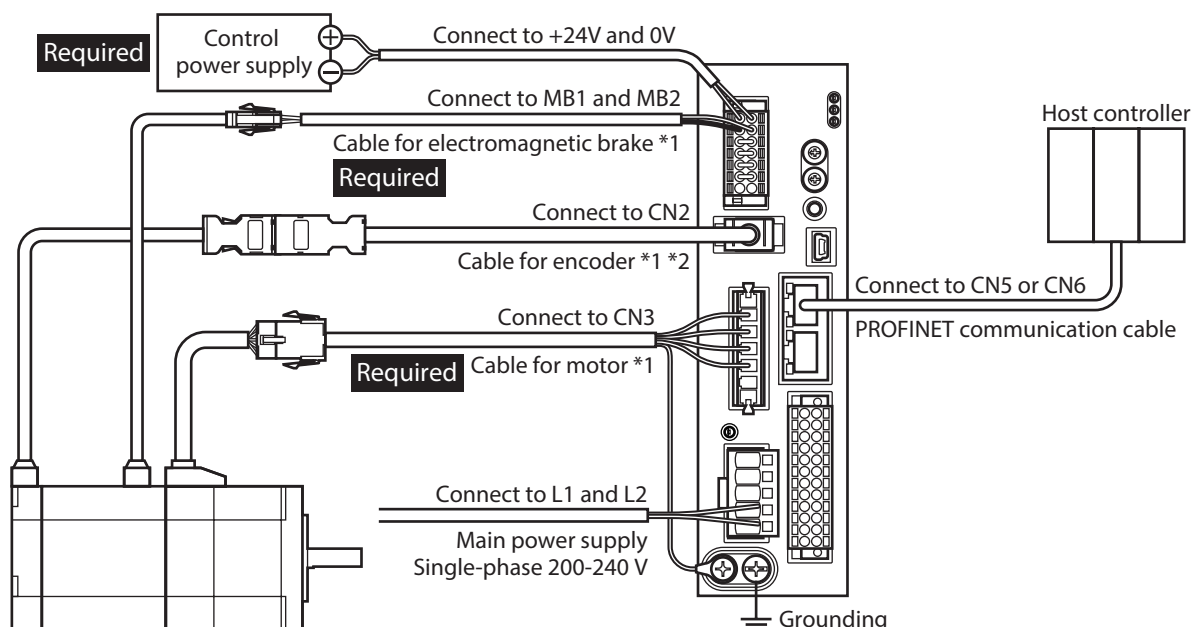 Required
Control
power supply
Connect to +24V and 0V
Connect to MB1 and MB2
Cable for electromagnetic brake *1
Required
Connect to CN2
Cable for encoder *1 *2
Connect to CN3
Required
Cable for motor *1
Connect to L1 and L2
Main power supply
Single-phase 200-240 V
Grounding
Host controller
Connect to CN5 or CN6
PROFINET communication cable